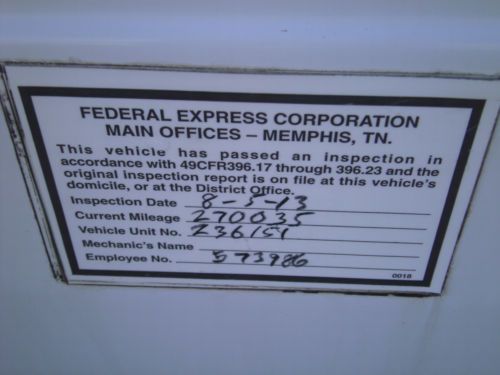 FEDERAL EXPRESS CORPORATION
MAIN OFFICES – MEMPHIS, TN.
This vehicle has passed an inspection in
accordance with 49CFR396.17 through 396.23 and the
original inspection report is on file at this vehicle's
domicile, or at the District Office.
Inspection Date 8-5-13
Current Mileage 270035
Vehicle Unit No. 236151
Mechanic's Name
Employee No. 573986
0018